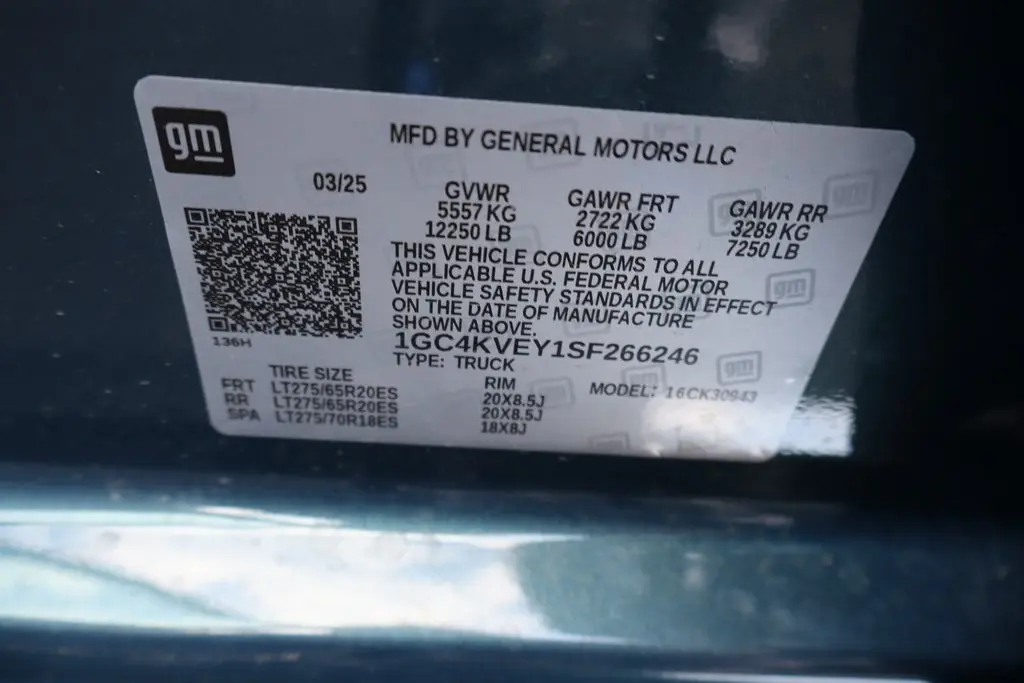 gm
MFD BY GENERAL MOTORS LLC
03/25
GVWR
5557 KG
12250 LB
GAWR FRT
2722 KG
6000 LB
GAWR RR
3289 KG
7250 LB
THIS VEHICLE CONFORMS TO ALL
APPLICABLE U.S. FEDERAL MOTOR
VEHICLE SAFETY STANDARDS IN EFFECT
ON THE DATE OF MANUFACTURE
SHOWN ABOVE.
136H
1GC4KVEY1SF266246
TYPE: TRUCK
MODEL: 16CK30943
TIRE SIZE RIM
FRT LT275/65R20ES 20X8.5J
RR LT275/65R20ES 20X8.5J
SPA LT275/70R18ES 18X8J